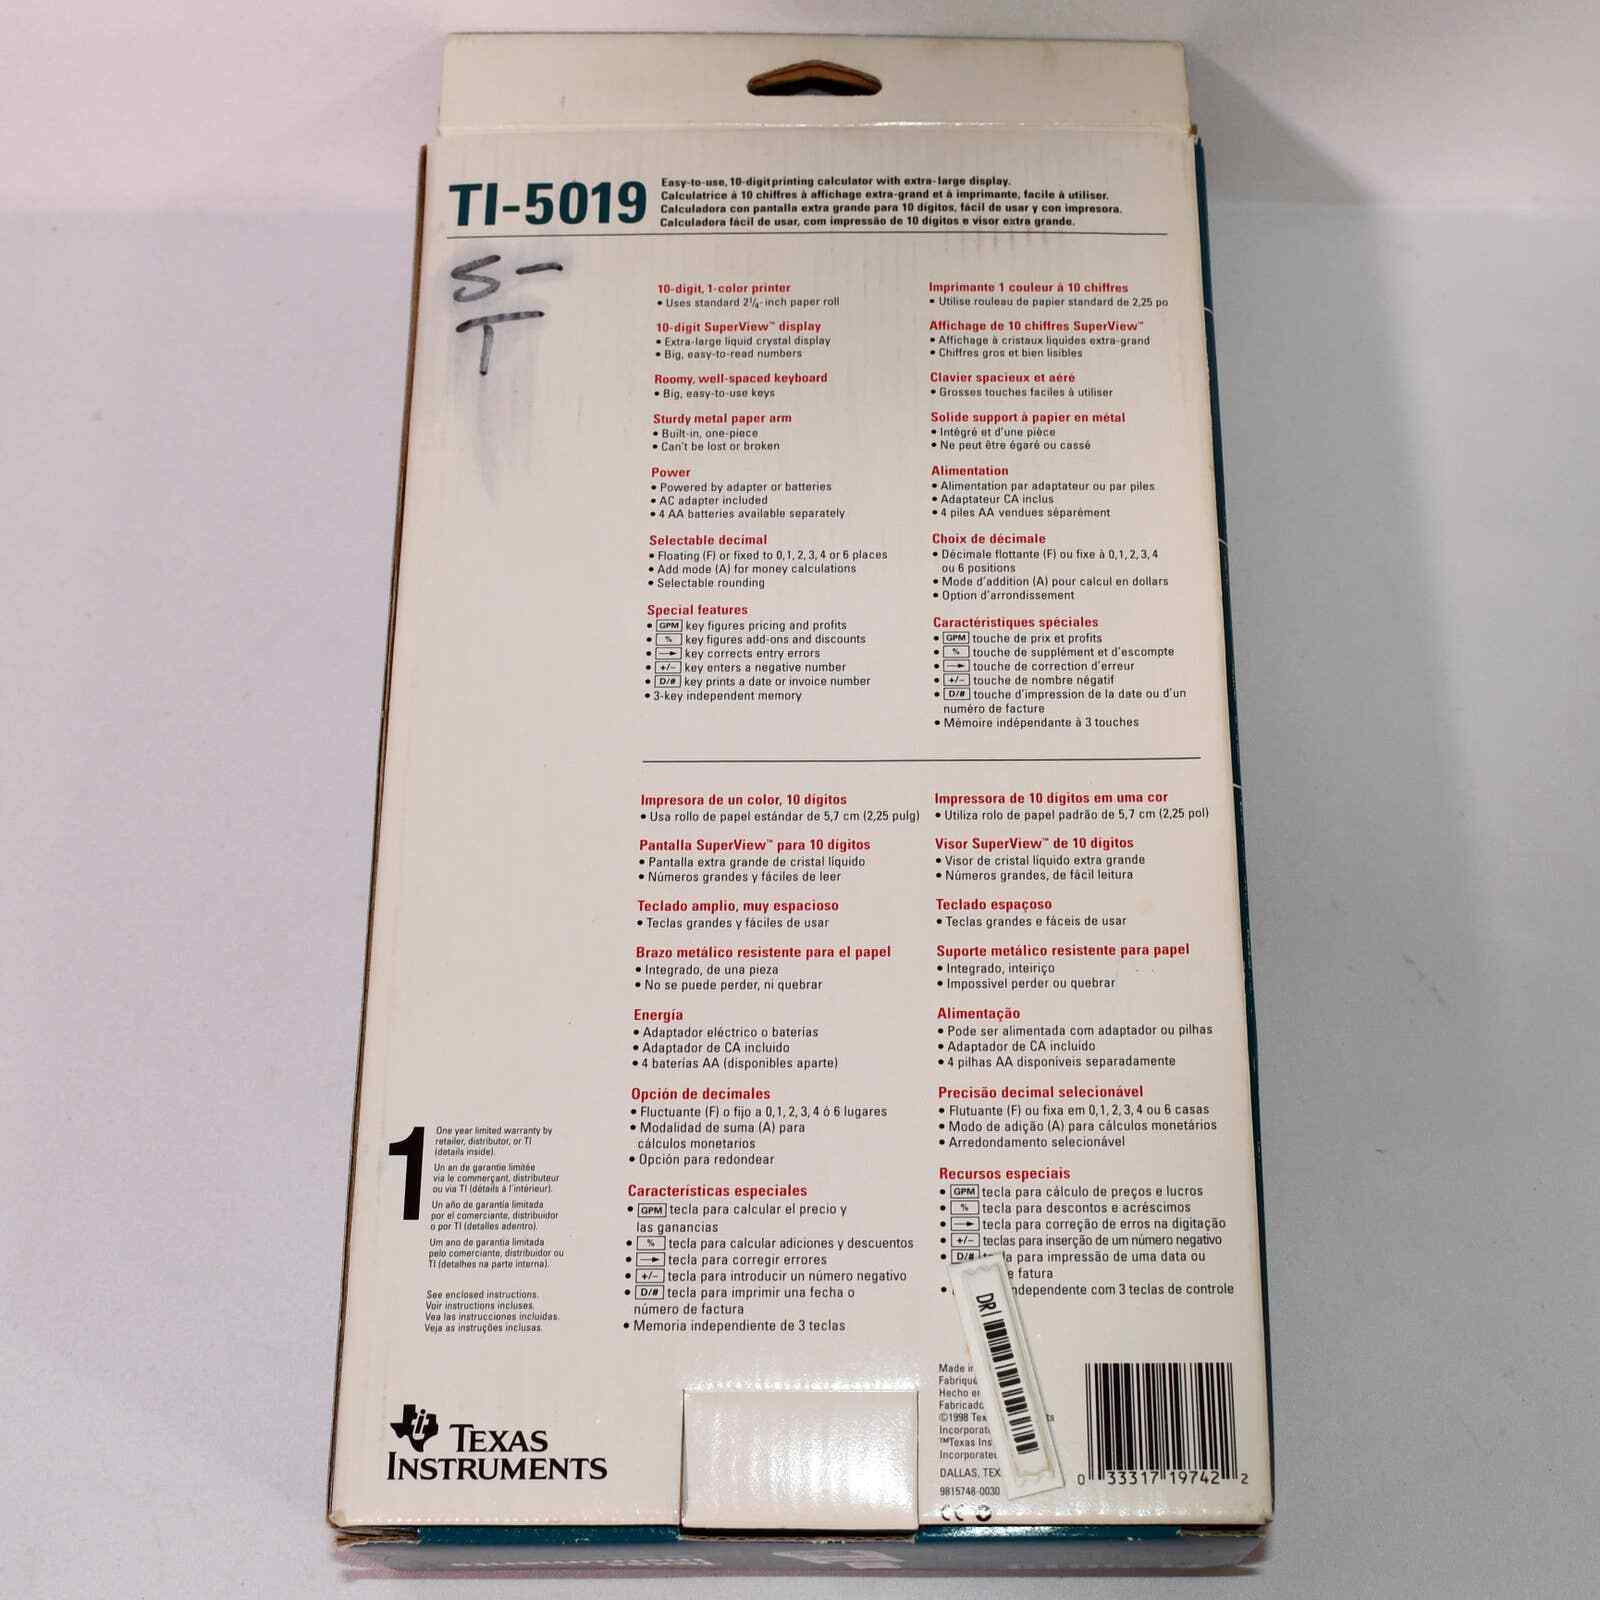 TI-5019
Easy-to-use, 10-digit printing calculator with extra-large display.
Calculatrice à 10 chiffres à affichage extra-grand et à imprimante, facile à utiliser.
Calculadora con pantalla extra grande para 10 dígitos, fácil de usar y con impresora.
Calculadora fácil de usar, com impressão de 10 dígitos e visor extra grande.
S-
T
10-digit, 1-color printer
• Uses standard 2¼-inch paper roll
10-digit SuperView™ display
• Extra-large liquid crystal display
• Big, easy-to-read numbers
Roomy, well-spaced keyboard
• Big, easy-to-use keys
Sturdy metal paper arm
• Built-in, one-piece
• Can't be lost or broken
Power
• Powered by adapter or batteries
• AC adapter included
• 4 AA batteries available separately
Selectable decimal
• Floating (F) or fixed to 0, 1, 2, 3, 4 or 6 places
• Add mode (A) for money calculations
• Selectable rounding
Special features
• GPM key figures pricing and profits
• % key figures add-ons and discounts
• → key corrects entry errors
• +/− key enters a negative number
• D/# key prints a date or invoice number
• 3-key independent memory
Imprimante 1 couleur à 10 chiffres
• Utilise rouleau de papier standard de 2,25 po
Affichage de 10 chiffres SuperView™
• Affichage à cristaux liquides extra-grand
• Chiffres gros et bien lisibles
Clavier spacieux et aéré
• Grosses touches faciles à utiliser
Solide support à papier en métal
• Intégré et d'une pièce
• Ne peut être égaré ou cassé
Alimentation
• Alimentation par adaptateur ou par piles
• Adaptateur CA inclus
• 4 piles AA vendues séparément
Choix de décimale
• Décimale flottante (F) ou fixe à 0, 1, 2, 3, 4
ou 6 positions
• Mode d'addition (A) pour calcul en dollars
• Option d'arrondissement
Caractéristiques spéciales
• GPM touche de prix et profits
• % touche de supplément et d'escompte
• → touche de correction d'erreur
• +/− touche de nombre négatif
• D/# touche d'impression de la date ou d'un
numéro de facture
• Mémoire indépendante à 3 touches
Impresora de un color, 10 dígitos
• Usa rollo de papel estándar de 5,7 cm (2,25 pulg)
Pantalla SuperView™ para 10 dígitos
• Pantalla extra grande de cristal líquido
• Números grandes y fáciles de leer
Teclado amplio, muy espacioso
• Teclas grandes y fáciles de usar
Brazo metálico resistente para el papel
• Integrado, de una pieza
• No se puede perder, ni quebrar
Energía
• Adaptador eléctrico o baterías
• Adaptador de CA incluido
• 4 baterías AA (disponibles aparte)
Opción de decimales
• Fluctuante (F) o fijo a 0, 1, 2, 3, 4 ó 6 lugares
• Modalidad de suma (A) para
cálculos monetarios
• Opción para redondear
Características especiales
• GPM tecla para calcular el precio y
las ganancias
• % tecla para calcular adiciones y descuentos
• → tecla para corregir errores
• +/− tecla para introducir un número negativo
• D/# tecla para imprimir una fecha o
número de factura
• Memoria independiente de 3 teclas
Impressora de 10 dígitos em uma cor
• Utiliza rolo de papel padrão de 5,7 cm (2,25 pol)
Visor SuperView™ de 10 dígitos
• Visor de cristal líquido extra grande
• Números grandes, de fácil leitura
Teclado espaçoso
• Teclas grandes e fáceis de usar
Suporte metálico resistente para papel
• Integrado, inteiriço
• Impossível perder ou quebrar
Alimentação
• Pode ser alimentada com adaptador ou pilhas
• Adaptador de CA incluído
• 4 pilhas AA disponíveis separadamente
Precisão decimal selecionável
• Flutuante (F) ou fixa em 0, 1, 2, 3, 4 ou 6 casas
• Modo de adição (A) para cálculos monetários
• Arredondamento selecionável
Recursos especiais
• GPM tecla para cálculo de preços e lucros
• % tecla para descontos e acréscimos
• → tecla para correção de erros na digitação
• +/− teclas para inserção de um número negativo
• D/# para impressão de uma data ou
fatura
• independente com 3 teclas de controle
1
One year limited warranty by
retailer, distributor, or TI
(details inside).
Un an de garantie limitée
via le commerçant, distributeur
ou via TI (détails à l'intérieur).
Un año de garantía limitada
por el comerciante, distribuidor
o por TI (detalles adentro).
Um ano de garantia limitada
pelo comerciante, distribuidor ou
TI (detalhes na parte interna).
See enclosed instructions.
Voir instructions incluses.
Vea las instrucciones incluidas.
Veja as instruções inclusas.
TEXAS
INSTRUMENTS
DRI
Made in
Fabriqué
Hecho en
©1998
™Texas
DALLAS, TEX
9815748-0030
CE
0 33317 19742 2